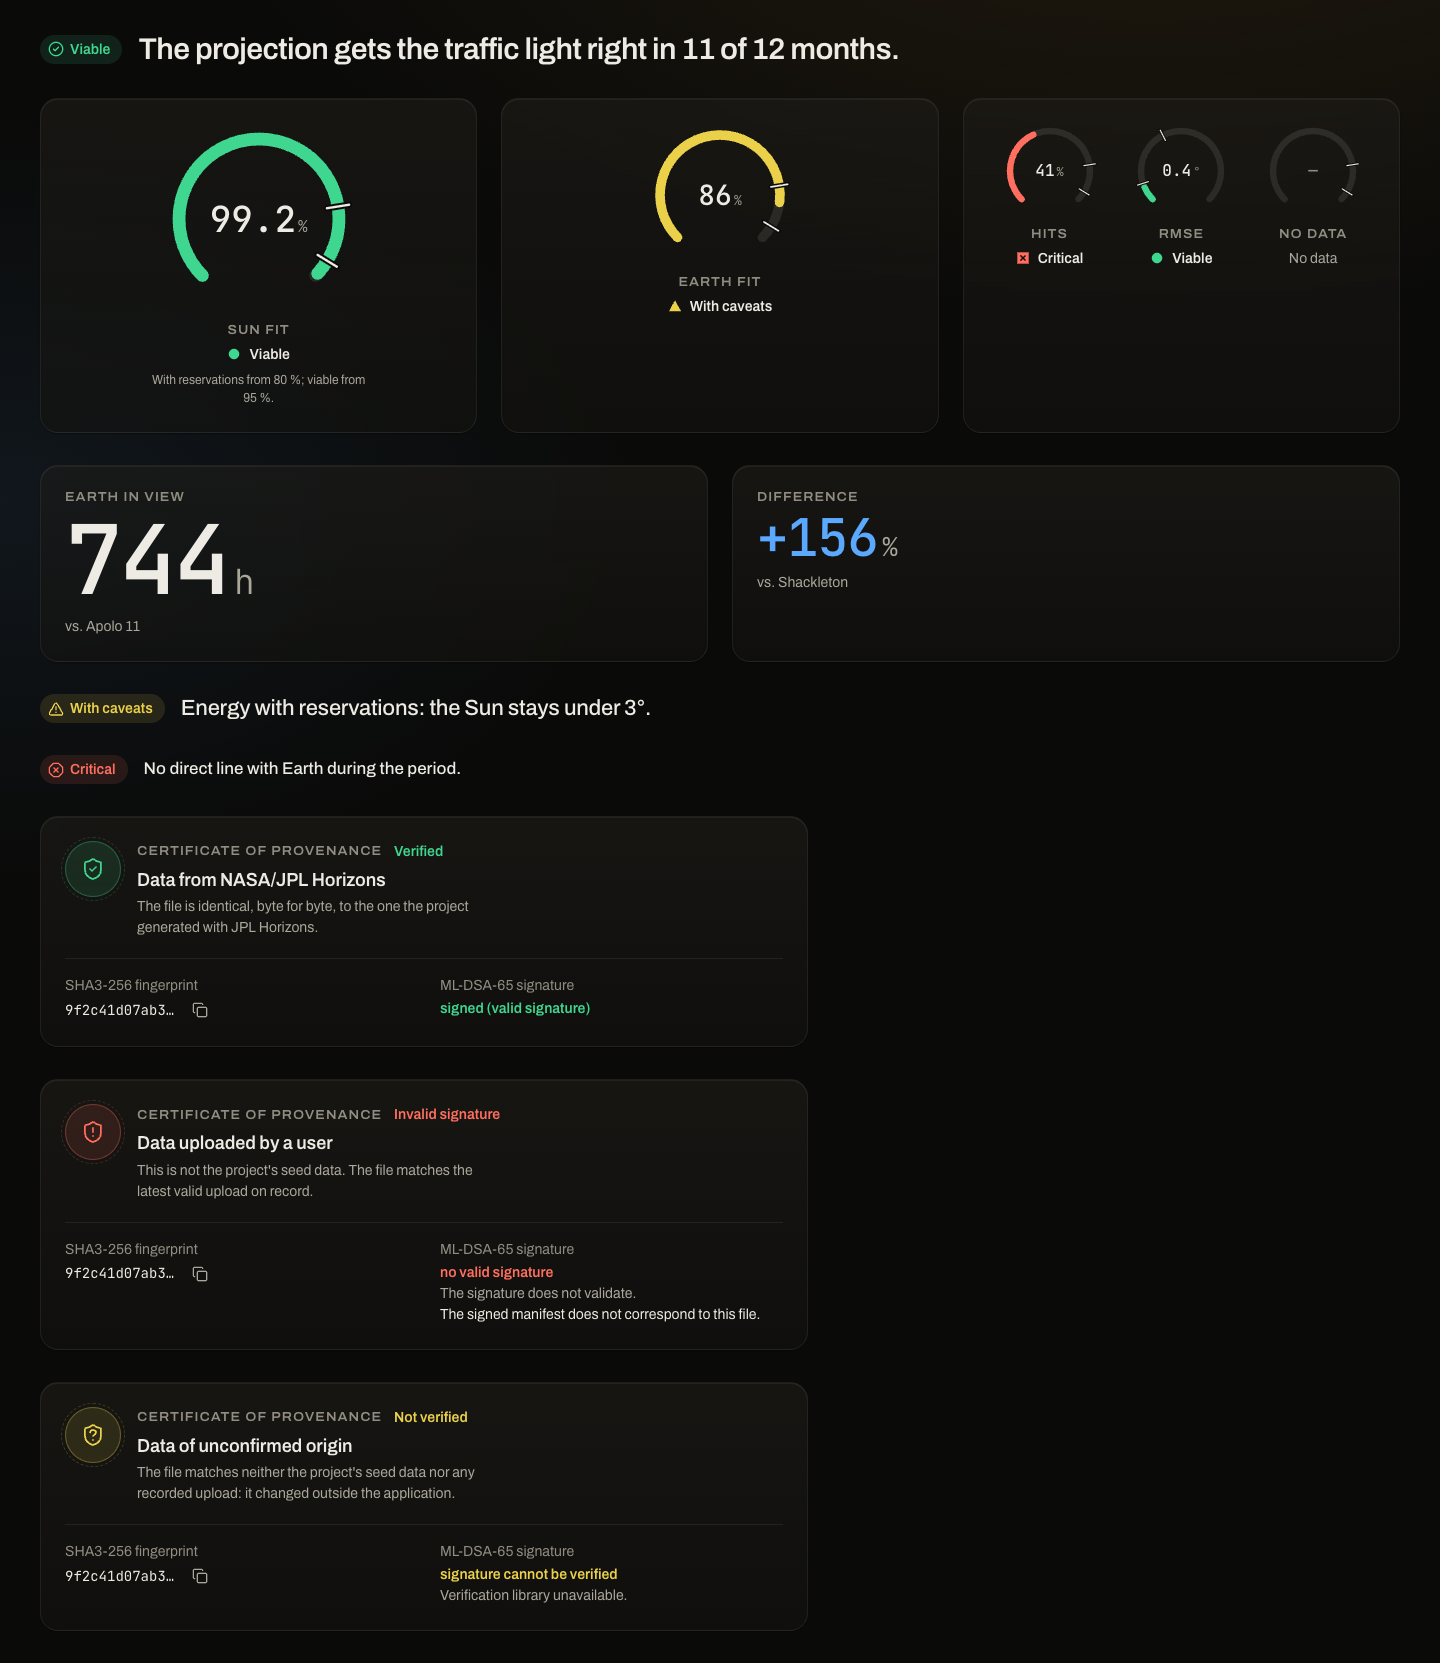 Viable
The projection gets the traffic light right in 11 of 12 months.
99.2%
SUN FIT
Viable
With reservations from 80 %; viable from
95 %.
86%
EARTH FIT
With caveats
41%
HITS
Critical
0.4°
RMSE
Viable
–
NO DATA
No data
EARTH IN VIEW
744 h
vs. Apolo 11
DIFFERENCE
+156 %
vs. Shackleton
With caveats
Energy with reservations: the Sun stays under 3°.
Critical
No direct line with Earth during the period.
CERTIFICATE OF PROVENANCE Verified
Data from NASA/JPL Horizons
The file is identical, byte for byte, to the one the project
generated with JPL Horizons.
SHA3-256 fingerprint
9f2c41d07ab3…
ML-DSA-65 signature
signed (valid signature)
CERTIFICATE OF PROVENANCE Invalid signature
Data uploaded by a user
This is not the project's seed data. The file matches the
latest valid upload on record.
SHA3-256 fingerprint
9f2c41d07ab3…
ML-DSA-65 signature
no valid signature
The signature does not validate.
The signed manifest does not correspond to this file.
CERTIFICATE OF PROVENANCE Not verified
Data of unconfirmed origin
The file matches neither the project's seed data nor any
recorded upload: it changed outside the application.
SHA3-256 fingerprint
9f2c41d07ab3…
ML-DSA-65 signature
signature cannot be verified
Verification library unavailable.